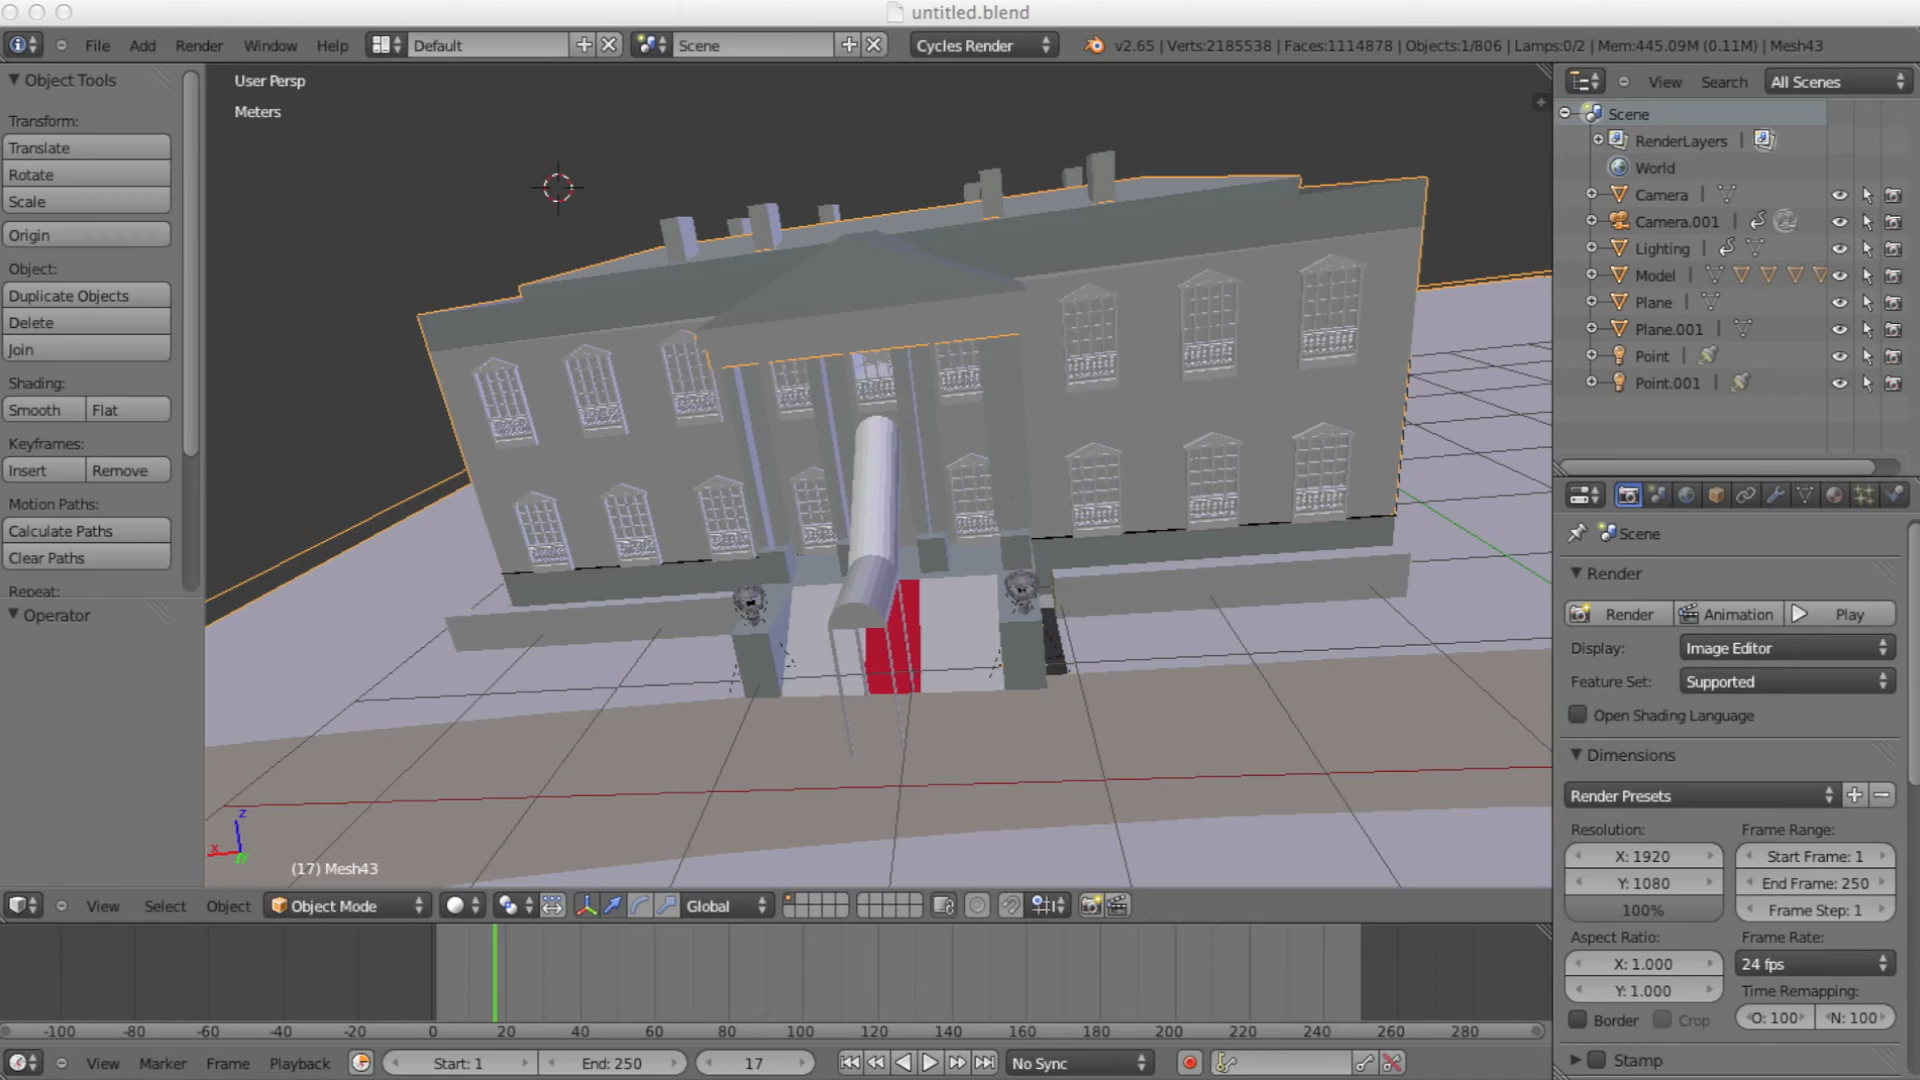 untitled.blend
File Add Render Window Help Default Scene Cycles Render v2.65 | Verts:2185538 | Faces:1114878 | Objects:1/806 | Lamps:0/2 | Mem:445.09M (0.11M) | Mesh43
Object Tools
Transform:
Translate
Rotate
Scale
Origin
Object:
Duplicate Objects
Delete
Join
Shading:
Smooth Flat
Keyframes:
Insert Remove
Motion Paths:
Calculate Paths
Clear Paths
Repeat:
Operator
User Persp
Meters
z
x
(17) Mesh43
View Select Object Object Mode Global
-100 -80 -60 -40 -20 0 20 40 60 80 100 120 140 160 180 200 220 240 260 280
View Marker Frame Playback Start: 1 End: 250 17 No Sync
View Search All Scenes
Scene
RenderLayers |
World
Camera |
Camera.001 |
Lighting |
Model |
Plane |
Plane.001 |
Point |
Point.001 |
Scene
Render
Render Animation Play
Display: Image Editor
Feature Set: Supported
Open Shading Language
Dimensions
Render Presets
Resolution: Frame Range:
X: 1920 Start Frame: 1
Y: 1080 End Frame: 250
100% Frame Step: 1
Aspect Ratio: Frame Rate:
X: 1.000 24 fps
Y: 1.000 Time Remapping:
Border Crop O: 100 N: 100
Stamp